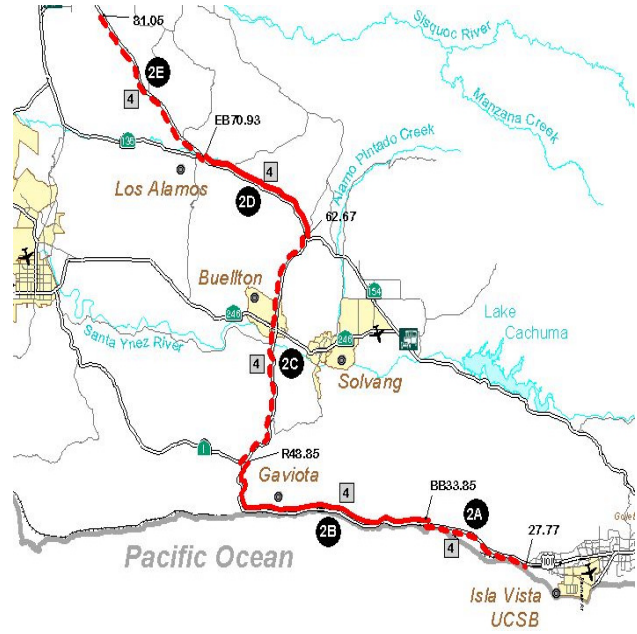 81.05
Sisquoc River
2E
4
Manzana Creek
EB70.93
135
4
Los Alamos
Alamo Pintado Creek
2D
62.67
Buellton
154
246
246
Lake
Cachuma
Santa Ynez River
4
2C
Solvang
1
R48.85
Gaviota
4
BB33.85
2A
2B
27.77
4
101
Pacific Ocean
Isla Vista
UCSB